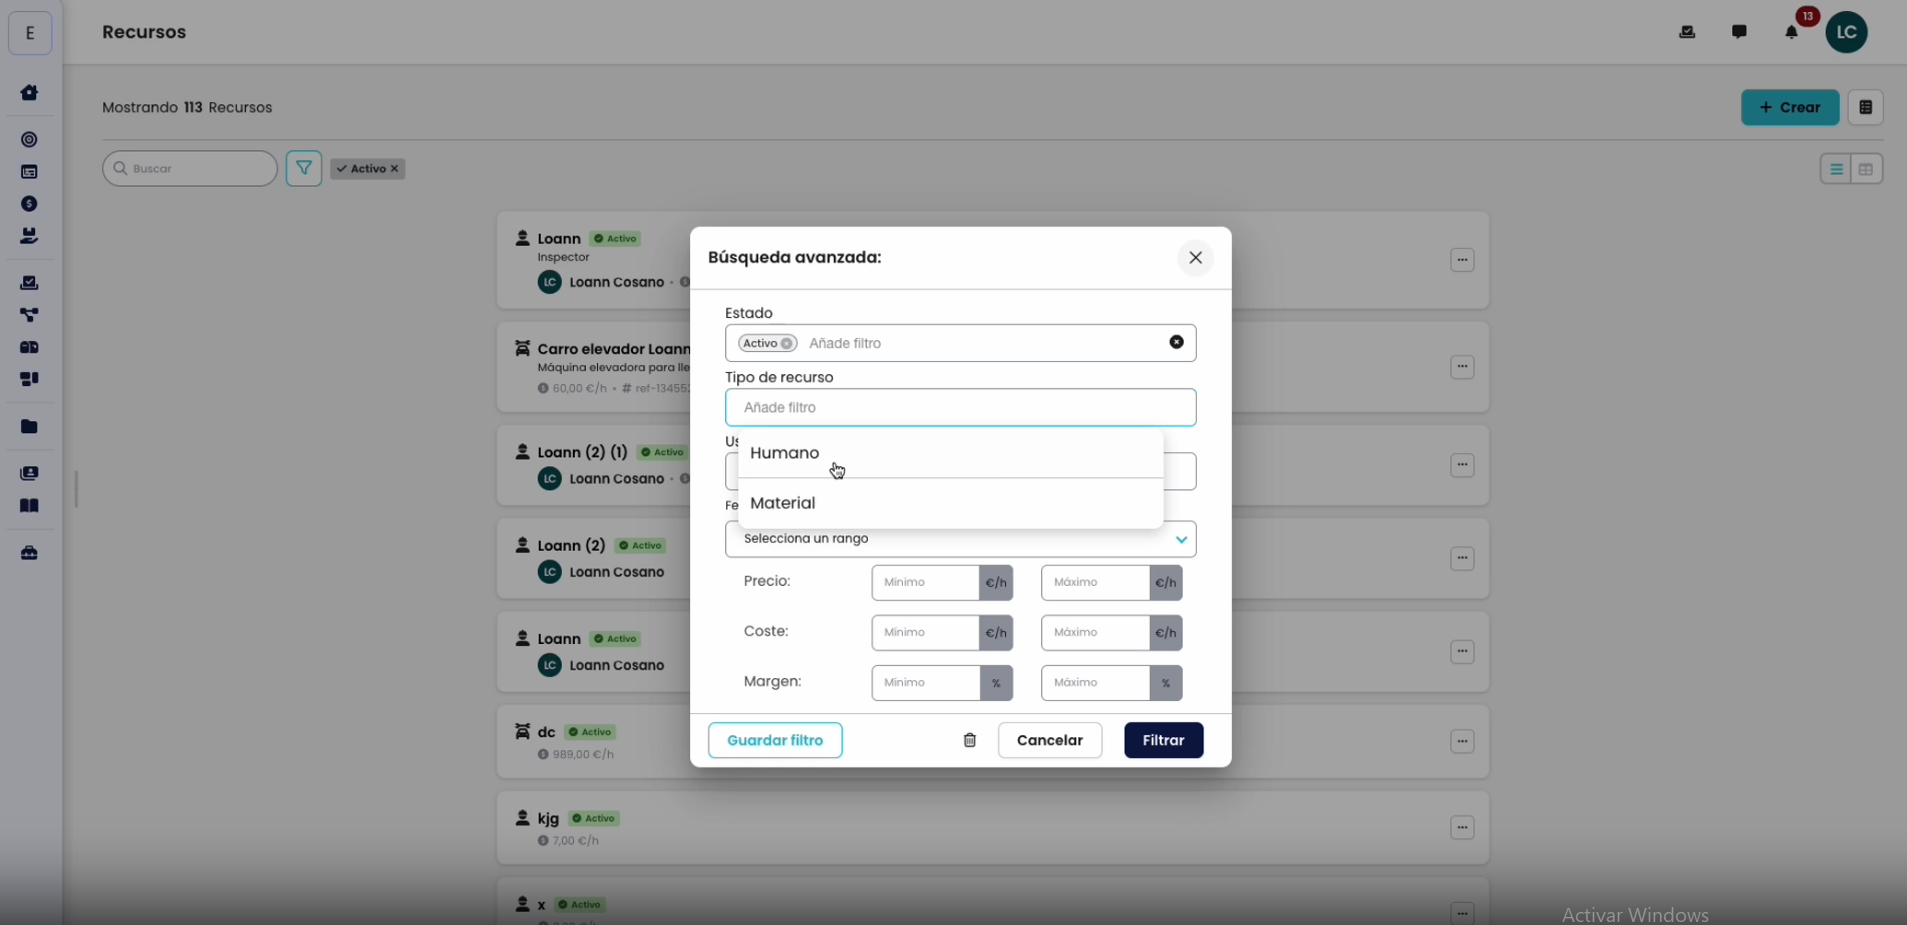 E
Recursos
13
LC
Mostrando 113 Recursos
+ Crear
Buscar
Activo
Loann Activo
Inspector
LC Loann Cosano
Búsqueda avanzada:
Estado
Activo Añade filtro
Carro elevador Loann
Máquina elevadora para lle
60,00 €/h • # ref-13455
Tipo de recurso
Añade filtro
Us
Humano
Material
Fe
Selecciona un rango
Loann (2) (1) Activo
LC Loann Cosano
Loann (2) Activo
LC Loann Cosano
Precio: Mínimo €/h Máximo €/h
Coste: Mínimo €/h Máximo €/h
Margen: Mínimo % Máximo %
Loann Activo
LC Loann Cosano
dc Activo
989,00 €/h
Guardar filtro Cancelar Filtrar
kjg Activo
7,00 €/h
x Activo
Activar Windows